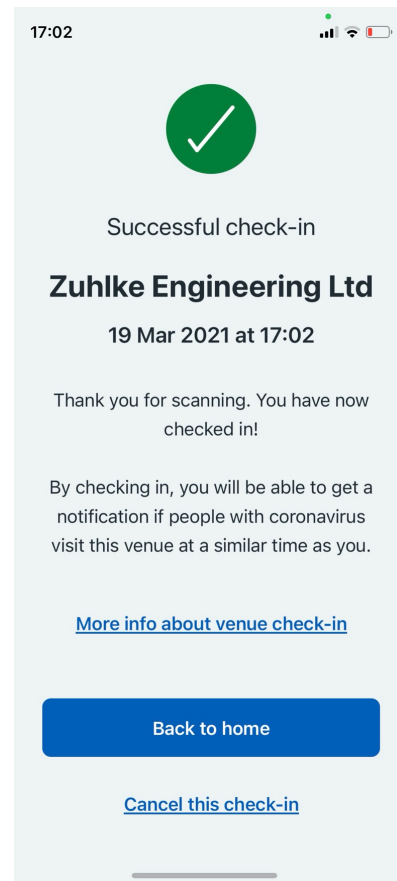 17:02
Successful check-in
Zuhlke Engineering Ltd
19 Mar 2021 at 17:02
Thank you for scanning. You have now
checked in!
By checking in, you will be able to get a
notification if people with coronavirus
visit this venue at a similar time as you.
More info about venue check-in
Back to home
Cancel this check-in